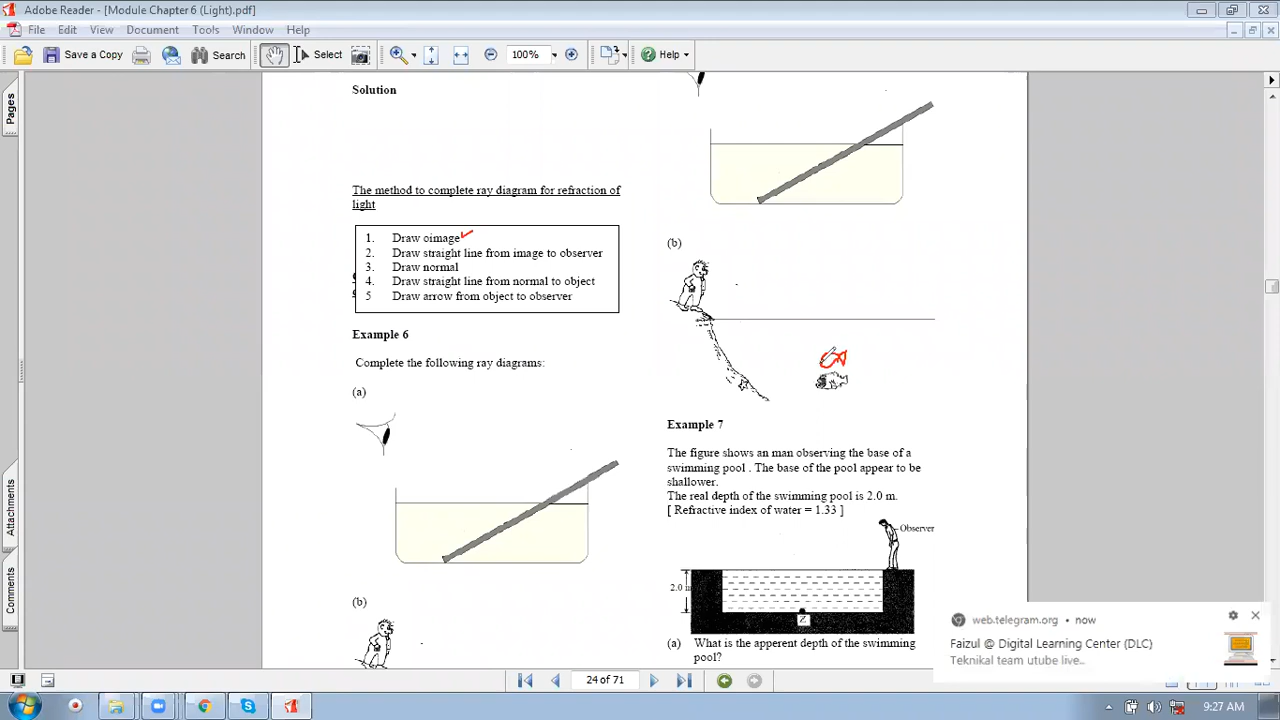 Adobe Reader - [Module Chapter 6 (Light).pdf]
File Edit View Document Tools Window Help
Save a Copy Search Select 100% Help
Pages
Attachments
Comments
Solution
The method to complete ray diagram for refraction of
light
1. Draw oimage
2. Draw straight line from image to observer
3. Draw normal
4. Draw straight line from normal to object
5 Draw arrow from object to observer
Example 6
Complete the following ray diagrams:
(a)
(b)
(b)
Example 7
The figure shows an man observing the base of a
swimming pool . The base of the pool appear to be
shallower.
The real depth of the swimming pool is 2.0 m.
[ Refractive index of water = 1.33 ]
Observer
2.0 m
Z
(a) What is the apperent depth of the swimming
pool?
web.telegram.org • now
Faizul @ Digital Learning Center (DLC)
Teknikal team utube live..
24 of 71
9:27 AM